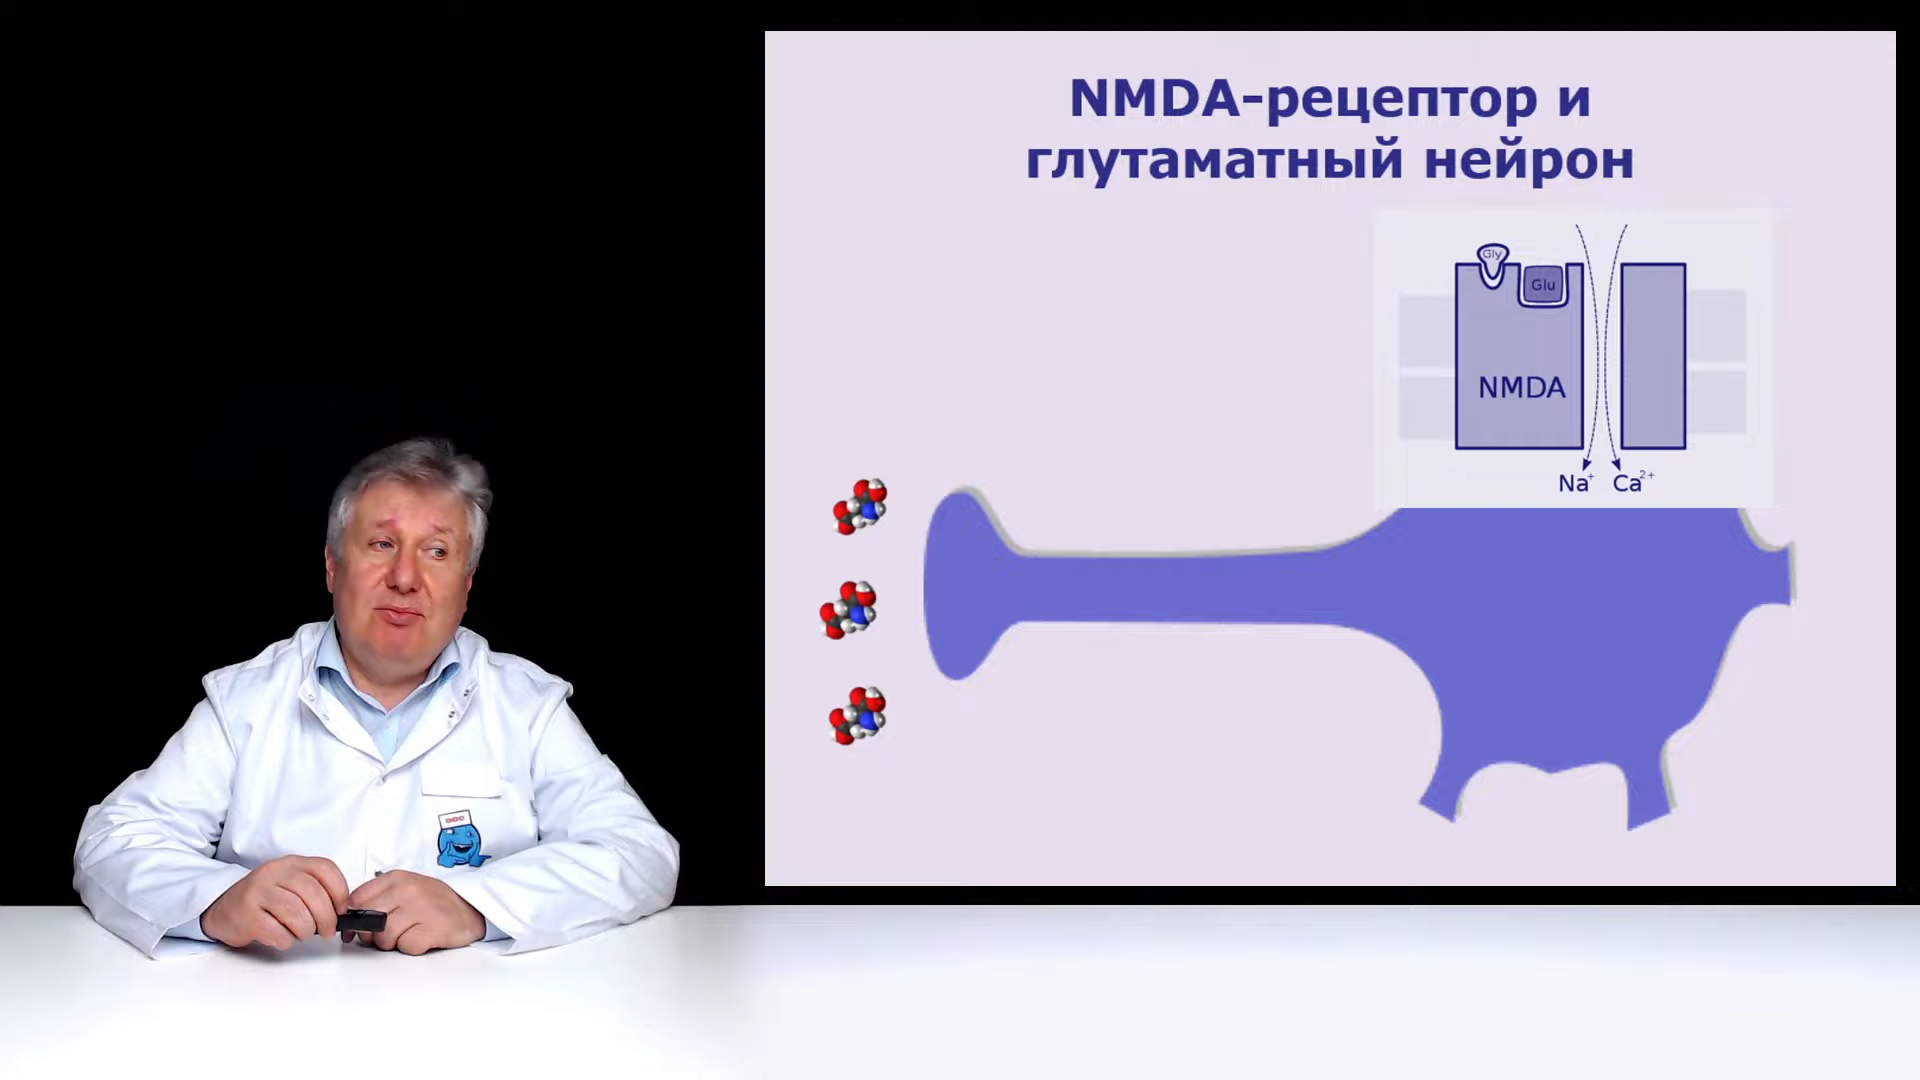 NMDA-рецептор и
глутаматный нейрон
Gly
Glu
NMDA
Na+ Ca2+